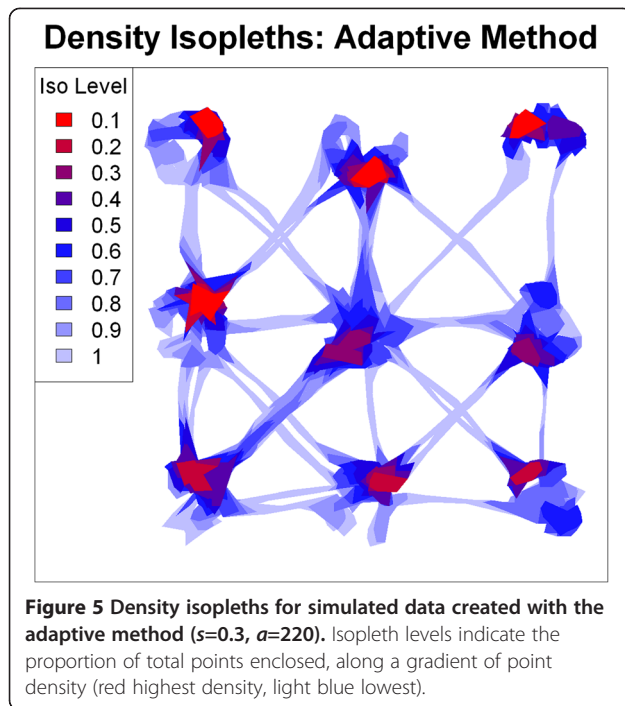 Density Isopleths: Adaptive Method
Iso Level
0.1
0.2
0.3
0.4
0.5
0.6
0.7
0.8
0.9
1
Figure 5 Density isopleths for simulated data created with the
adaptive method (s=0.3, a=220). Isopleth levels indicate the
proportion of total points enclosed, along a gradient of point
density (red highest density, light blue lowest).